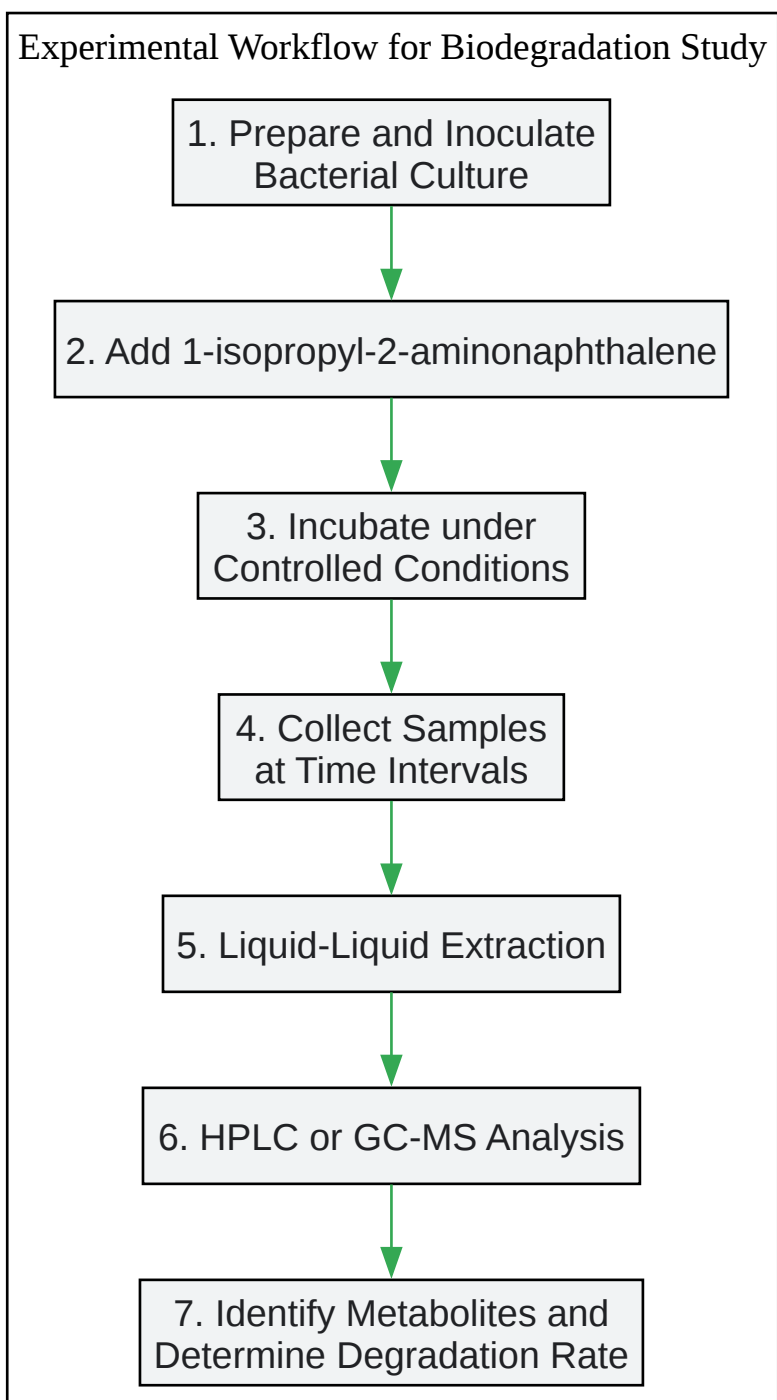 Experimental Workflow for Biodegradation Study
1. Prepare and Inoculate
Bacterial Culture
2. Add 1-isopropyl-2-aminonaphthalene
3. Incubate under
Controlled Conditions
4. Collect Samples
at Time Intervals
5. Liquid-Liquid Extraction
6. HPLC or GC-MS Analysis
7. Identify Metabolites and
Determine Degradation Rate